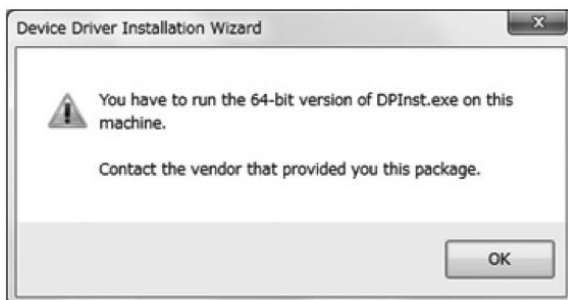 Device Driver Installation Wizard
You have to run the 64-bit version of DPInst.exe on this
machine.
Contact the vendor that provided you this package.
OK